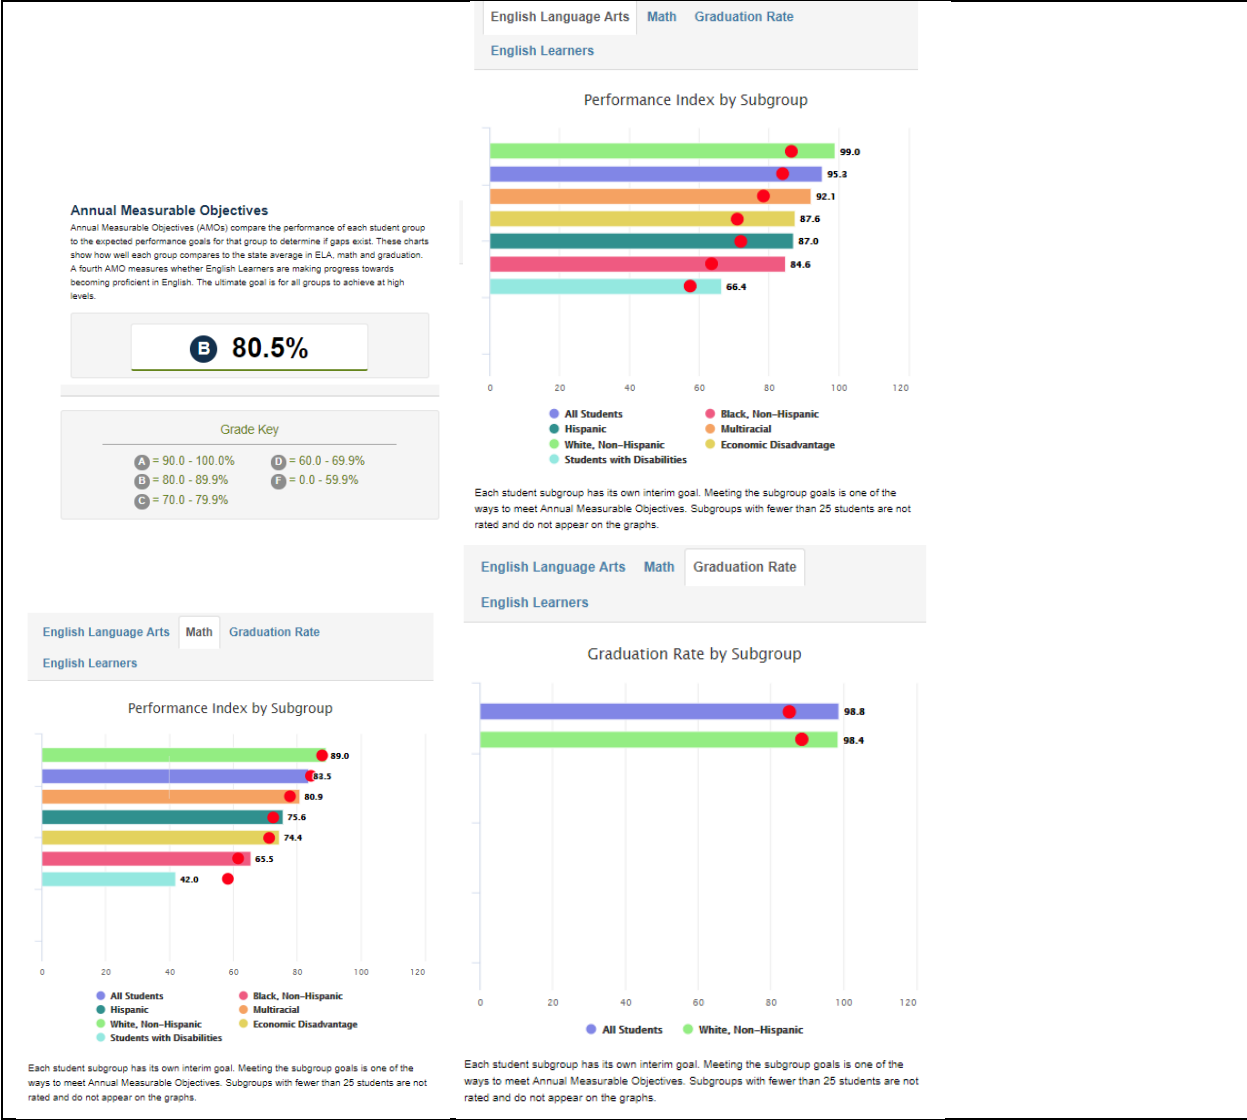 Annual Measurable Objectives
Annual Measurable Objectives (AMOs) compare the performance of each student group
to the expected performance goals for that group to determine if gaps exist. These charts
show how well each group compares to the state average in ELA, math and graduation.
A fourth AMO measures whether English Learners are making progress towards
becoming proficient in English. The ultimate goal is for all groups to achieve at high
levels.
B 80.5%
Grade Key
A = 90.0 - 100.0% D = 60.0 - 69.9%
B = 80.0 - 89.9% F = 0.0 - 59.9%
C = 70.0 - 79.9%
English Language Arts Math Graduation Rate
English Learners
Performance Index by Subgroup
99.0
95.3
92.1
87.6
87.0
84.6
66.4
0 20 40 60 80 100 120
All Students Black, Non-Hispanic
Hispanic Multiracial
White, Non-Hispanic Economic Disadvantage
Students with Disabilities
Each student subgroup has its own interim goal. Meeting the subgroup goals is one of the
ways to meet Annual Measurable Objectives. Subgroups with fewer than 25 students are not
rated and do not appear on the graphs.
English Language Arts Math Graduation Rate
English Learners
Performance Index by Subgroup
89.0
83.5
80.9
75.6
74.4
65.5
42.0
0 20 40 60 80 100 120
All Students Black, Non-Hispanic
Hispanic Multiracial
White, Non-Hispanic Economic Disadvantage
Students with Disabilities
Each student subgroup has its own interim goal. Meeting the subgroup goals is one of the
ways to meet Annual Measurable Objectives. Subgroups with fewer than 25 students are not
rated and do not appear on the graphs.
English Language Arts Math Graduation Rate
English Learners
Graduation Rate by Subgroup
98.8
98.4
0 20 40 60 80 100 120
All Students White, Non-Hispanic
Each student subgroup has its own interim goal. Meeting the subgroup goals is one of the
ways to meet Annual Measurable Objectives. Subgroups with fewer than 25 students are not
rated and do not appear on the graphs.